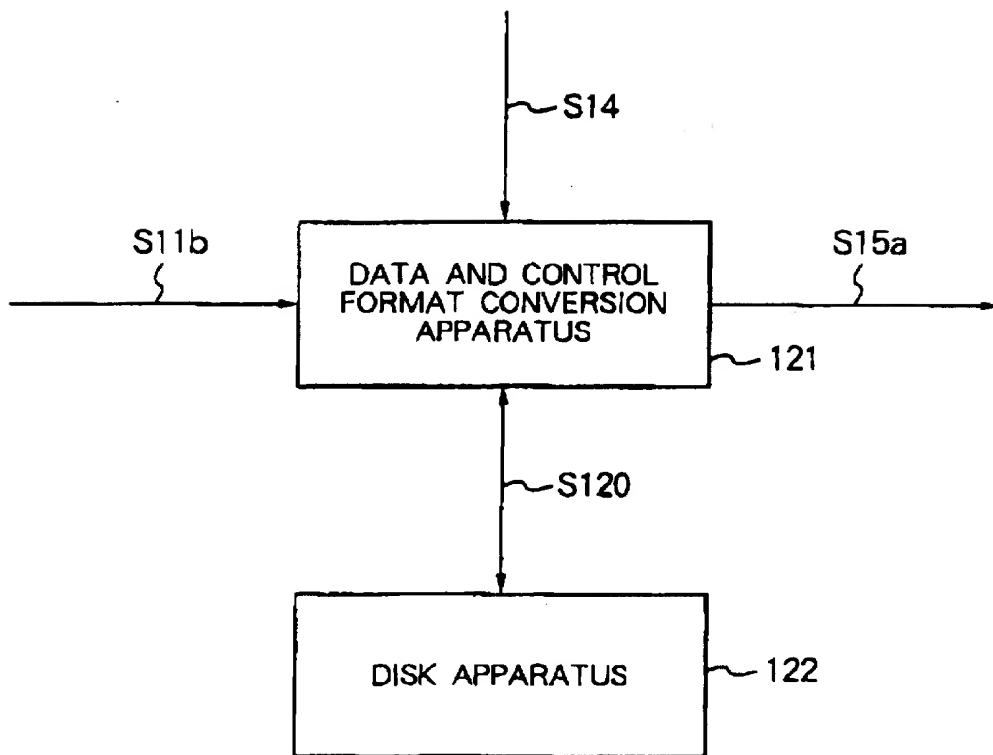 S14
S11b
S15a
DATA AND CONTROL
FORMAT CONVERSION
APPARATUS
121
S120
DISK APPARATUS
122